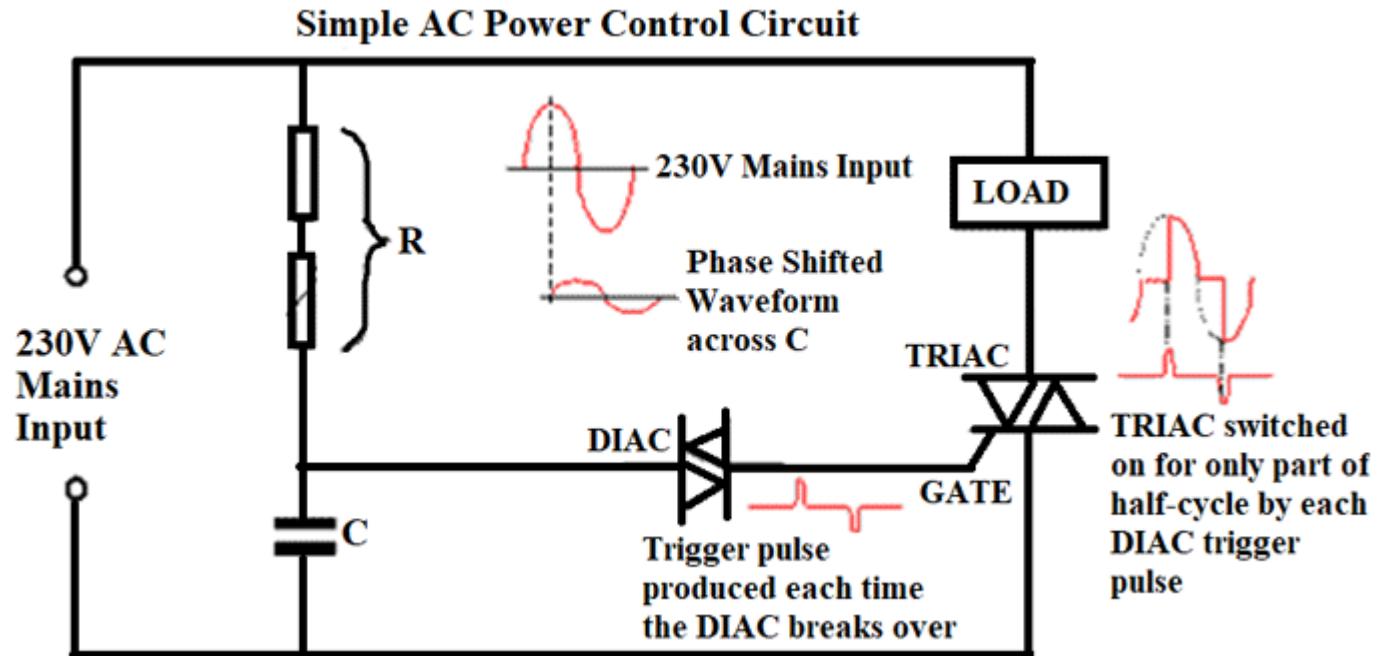 Simple AC Power Control Circuit
230V Mains Input
LOAD
R
Phase Shifted
Waveform
across C
230V AC
Mains
Input
TRIAC
DIAC
GATE
C
Trigger pulse
produced each time
the DIAC breaks over
TRIAC switched
on for only part of
half-cycle by each
DIAC trigger
pulse